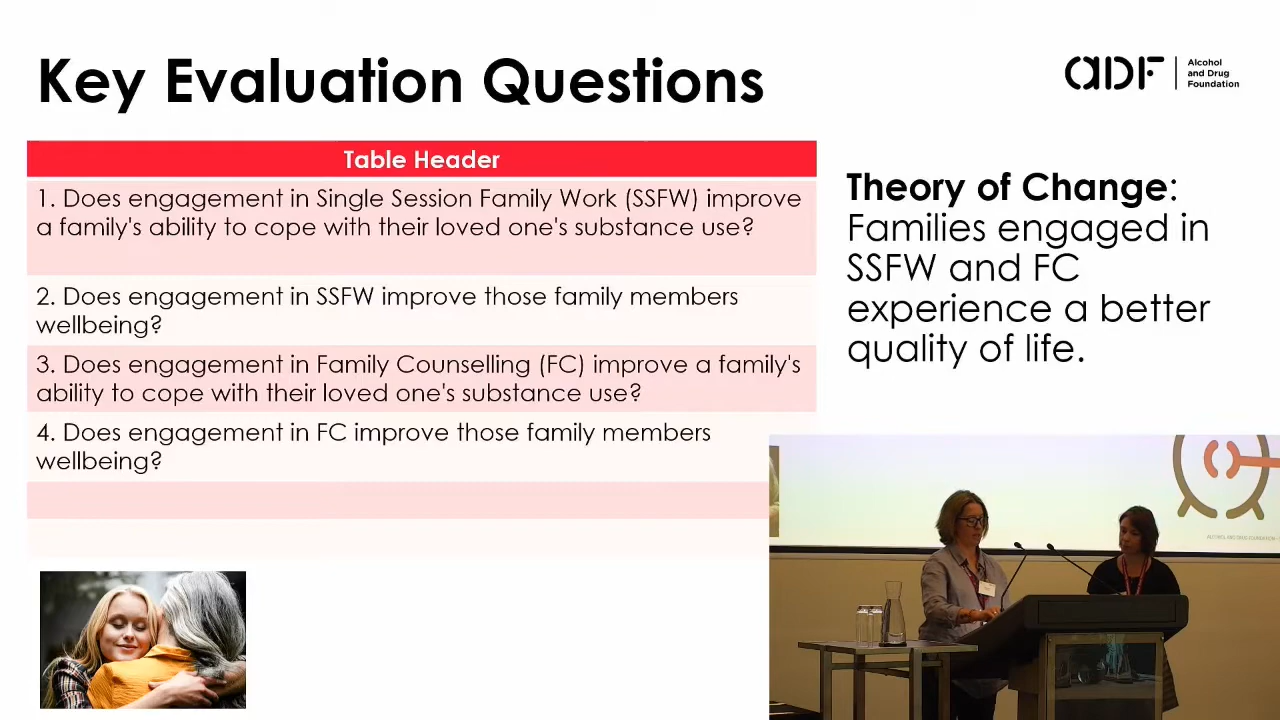 Key Evaluation Questions
ADF
Alcohol
and Drug
Foundation
Table Header
1. Does engagement in Single Session Family Work (SSFW) improve
a family's ability to cope with their loved one's substance use?
2. Does engagement in SSFW improve those family members
wellbeing?
3. Does engagement in Family Counselling (FC) improve a family's
ability to cope with their loved one's substance use?
4. Does engagement in FC improve those family members
wellbeing?
Theory of Change:
Families engaged in
SSFW and FC
experience a better
quality of life.